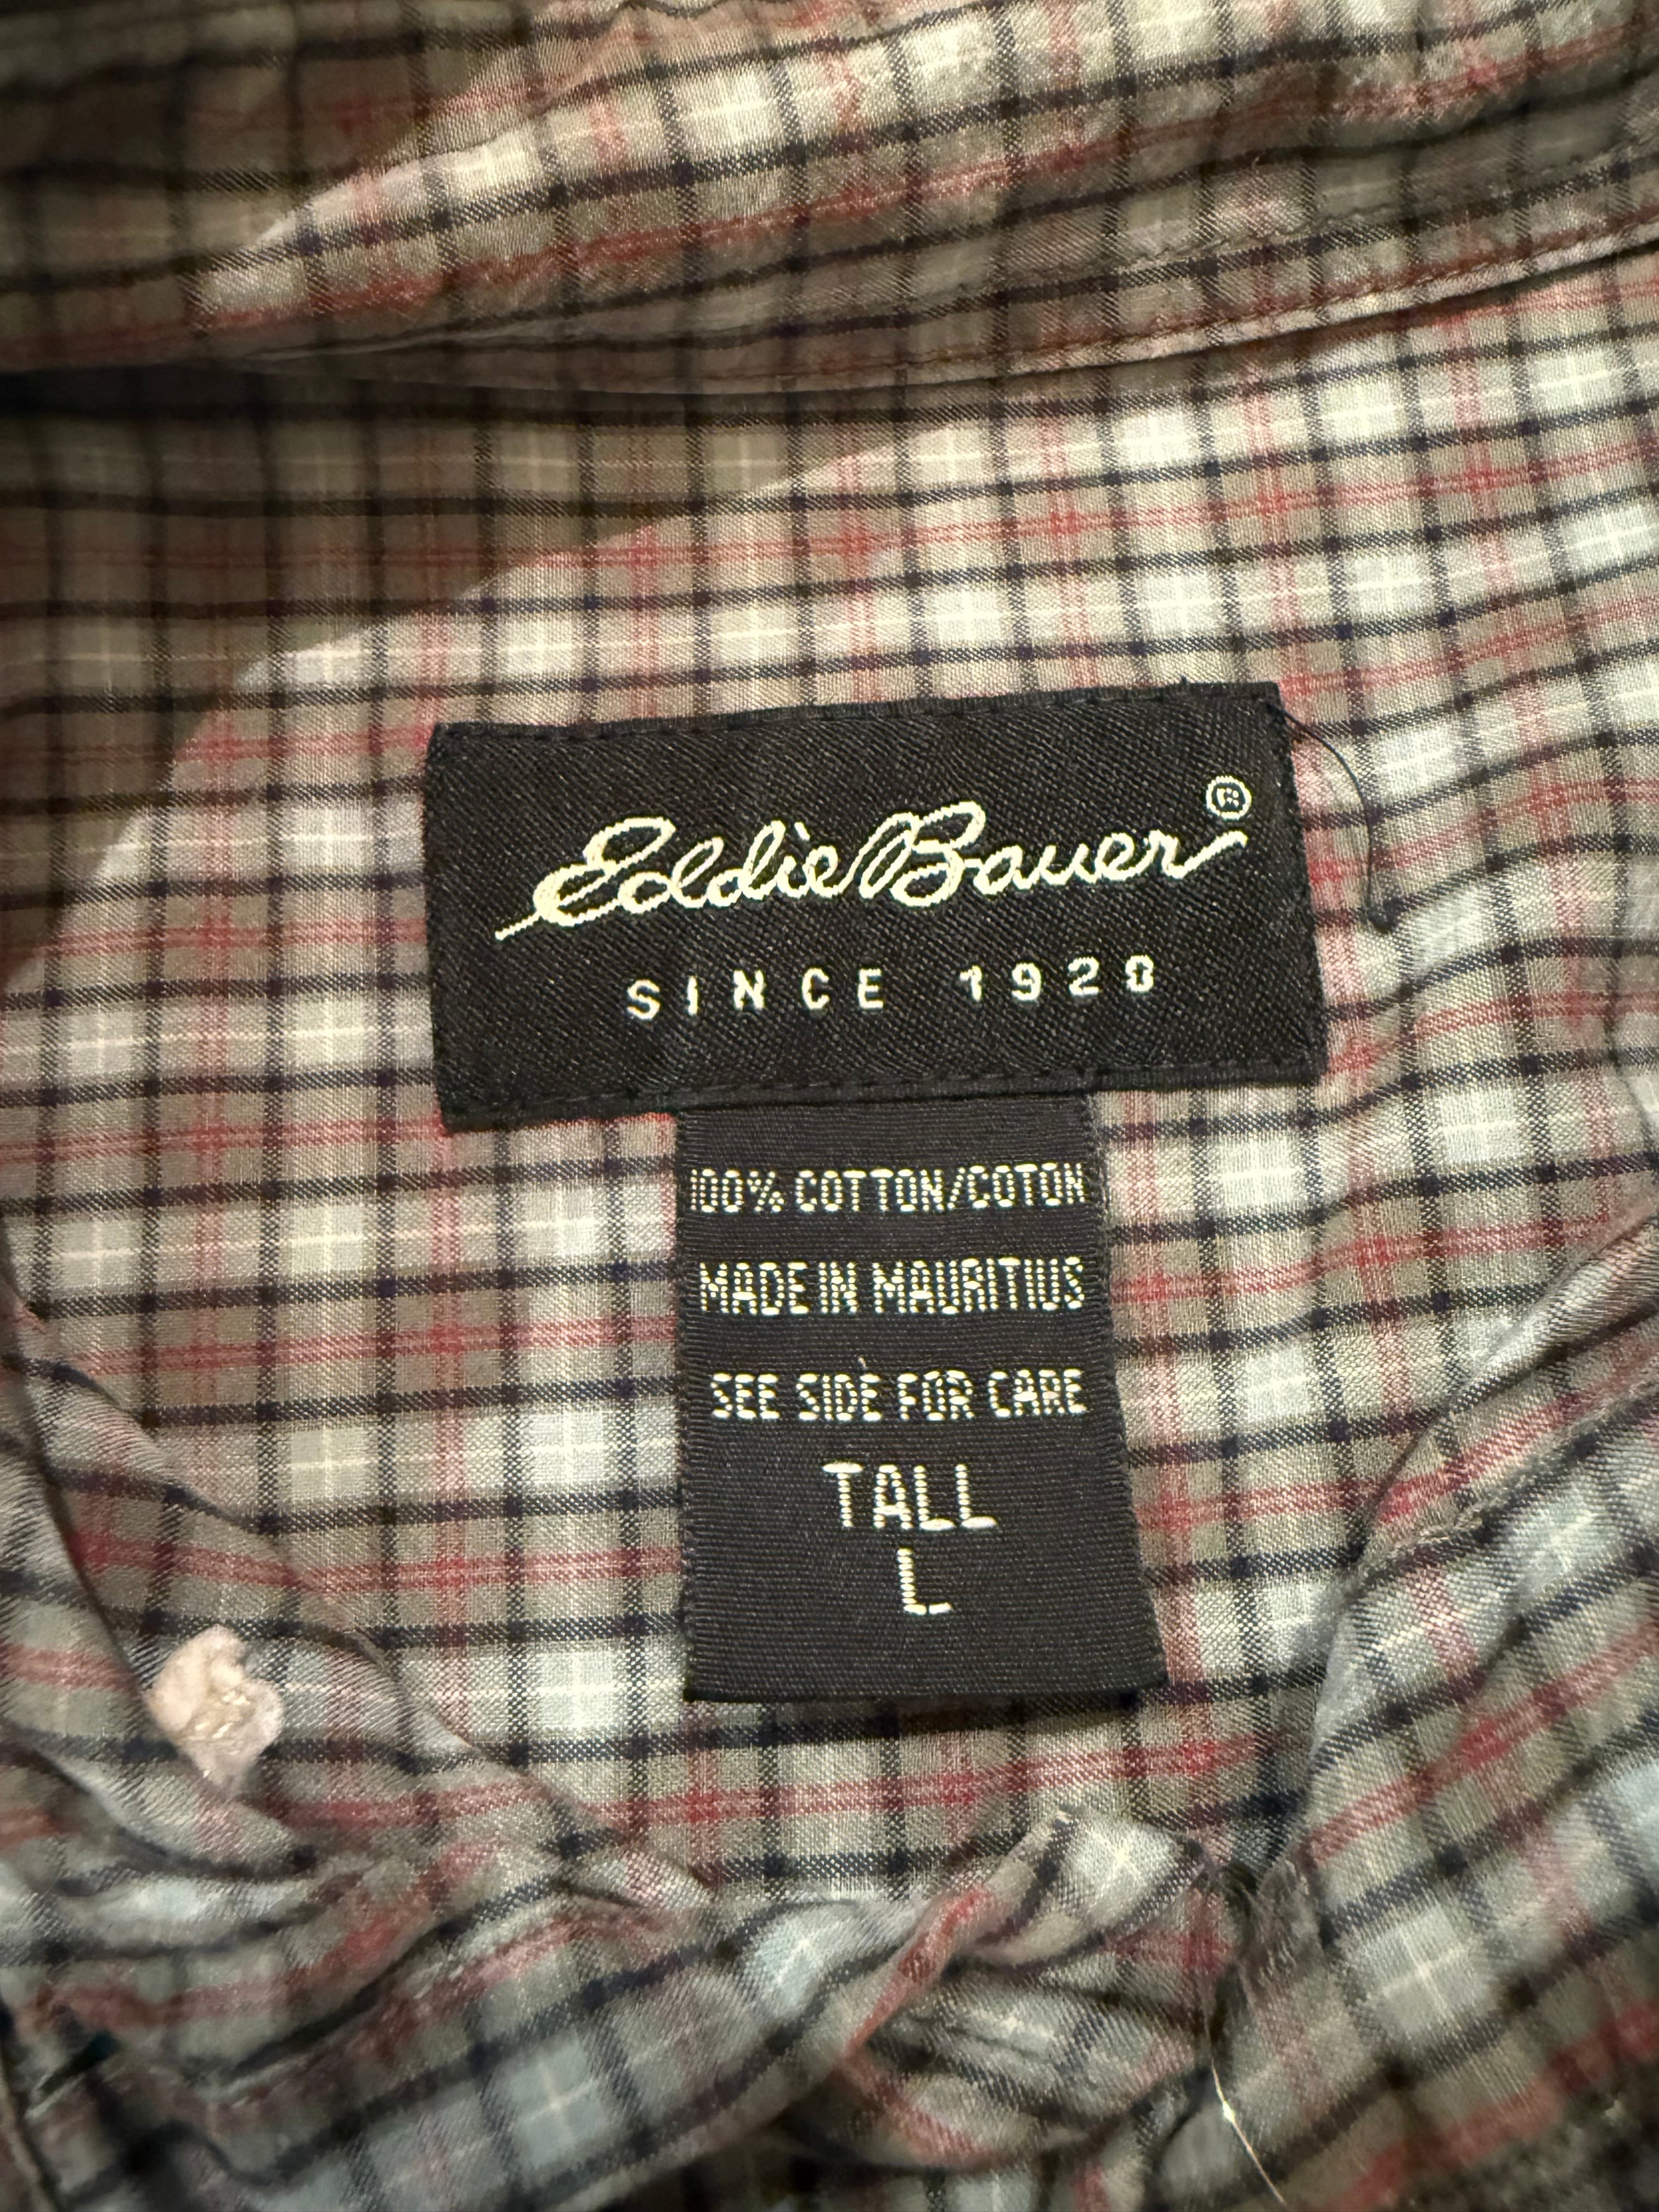 Eddie Bauer®
SINCE 1920
100% COTTON/COTON
MADE IN MAURITIUS
SEE SIDE FOR CARE
TALL
L